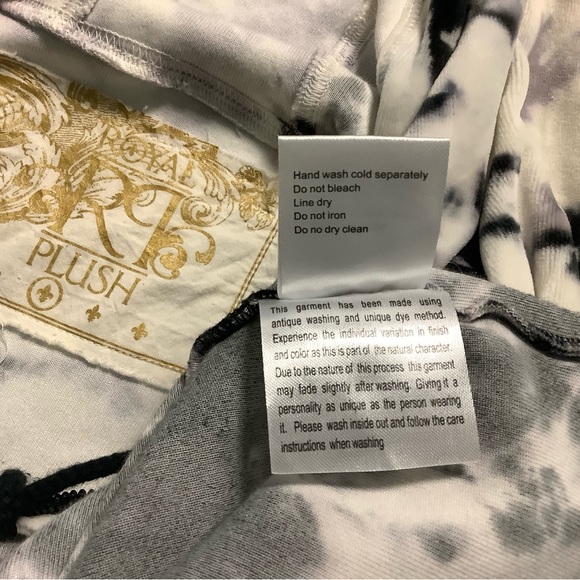 ROYAL
RP
PLUSH
Hand wash cold separately
Do not bleach
Line dry
Do not iron
Do no dry clean
This garment has been made using
antique washing and unique dye method.
Experience the individual variation in finish
and color as this is part of the natural character.
Due to the nature of this process this garment
may fade slightly after washing. Giving it a
personality as unique as the person wearing
it. Please wash inside out and follow the care
instructions when washing